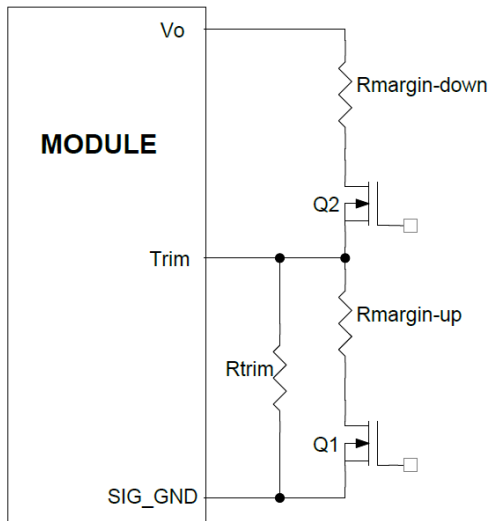 Vo
Rmargin-down
MODULE
Q2
Trim
Rmargin-up
Rtrim
Q1
SIG_GND